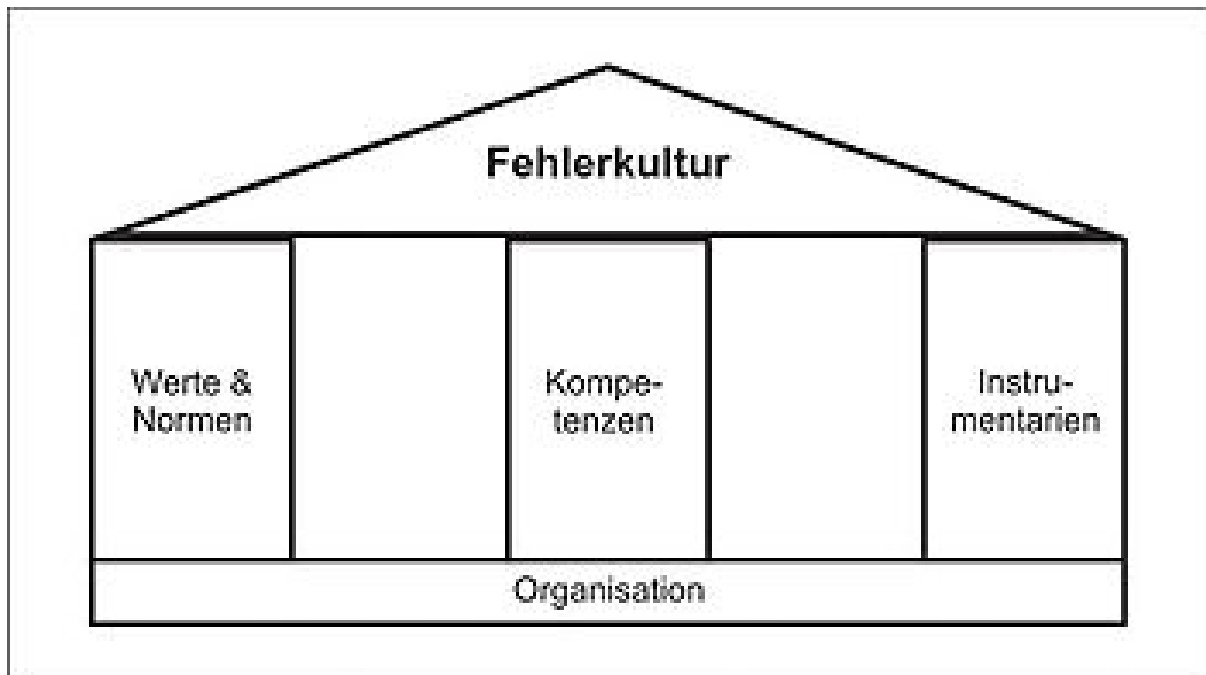 Fehlerkultur
Werte &
Normen
Kompe-
tenzen
Instru-
mentarien
Organisation